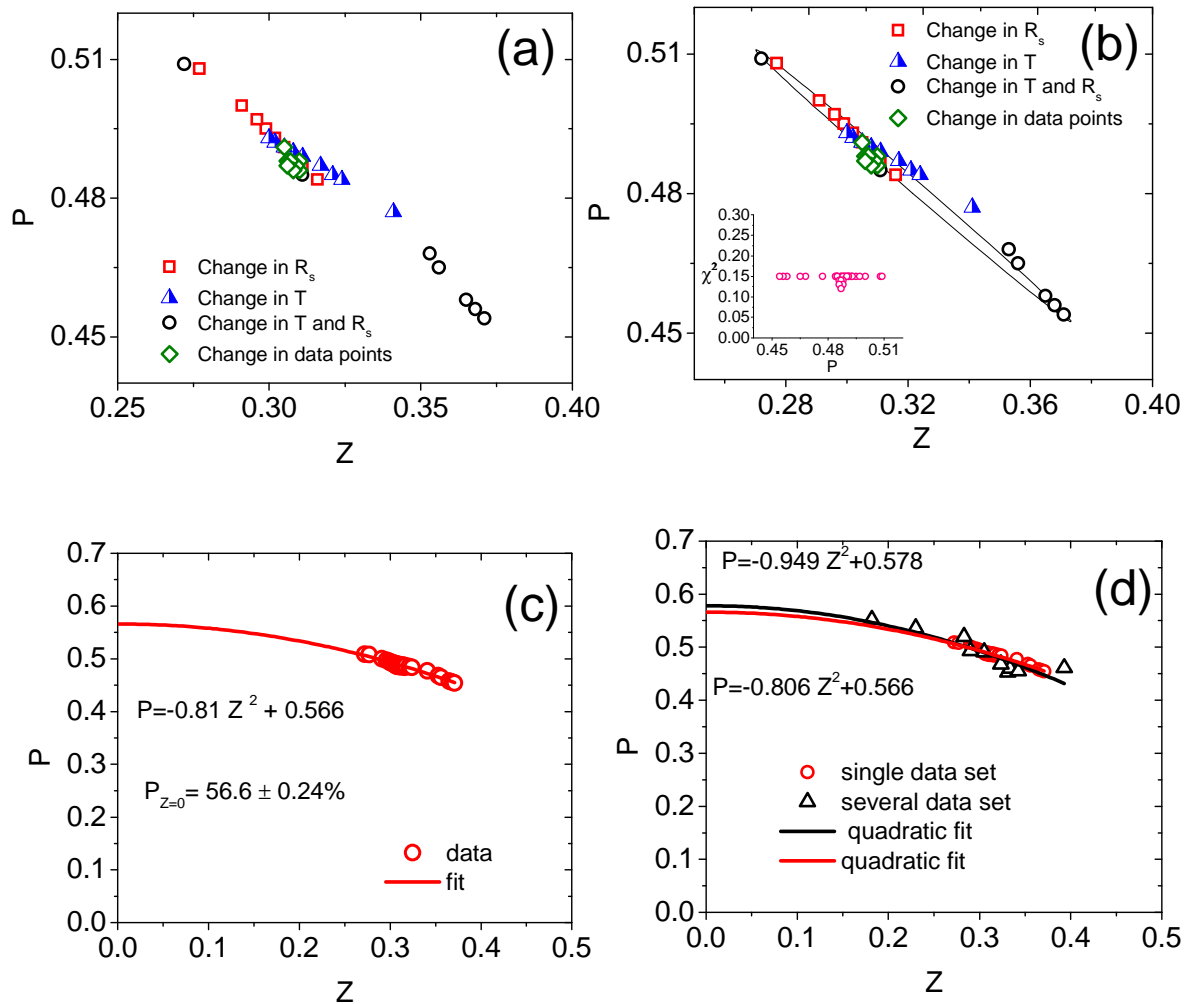 (a)
0.51
0.48
0.45
P
Change in Rs
Change in T
Change in T and Rs
Change in data points
0.25
0.30
0.35
0.40
Z
(b)
Change in Rs
Change in T
Change in T and Rs
Change in data points
0.51
0.48
0.45
P
0.30
0.25
0.20
0.15
0.10
0.05
0.00
χ²
0.45
0.48
0.51
P
0.28
0.32
0.36
0.40
Z
(c)
0.7
0.6
0.5
0.4
0.3
0.2
0.1
0.0
P
P=-0.81 Z ² + 0.566
P_{Z=0}= 56.6 ± 0.24%
data
fit
0.0
0.1
0.2
0.3
0.4
0.5
Z
(d)
0.7
0.6
0.5
0.4
0.3
0.2
0.1
0.0
P
P=-0.949 Z²+0.578
P=-0.806 Z²+0.566
single data set
several data set
quadratic fit
quadratic fit
0.0
0.1
0.2
0.3
0.4
0.5
Z